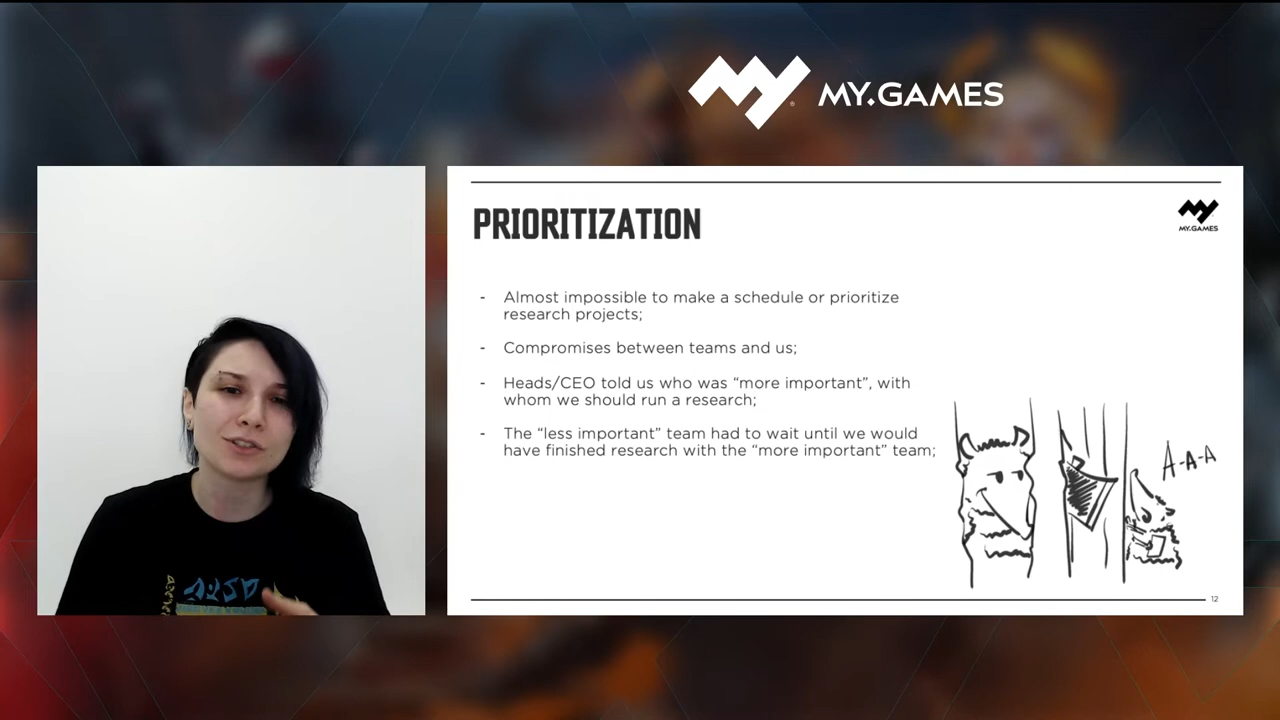 MY.GAMES
PRIORITIZATION
MY.GAMES
- Almost impossible to make a schedule or prioritize
research projects;
- Compromises between teams and us;
- Heads/CEO told us who was “more important”, with
whom we should run a research;
- The “less important” team had to wait until we would
have finished research with the “more important” team;
A-A-A
12